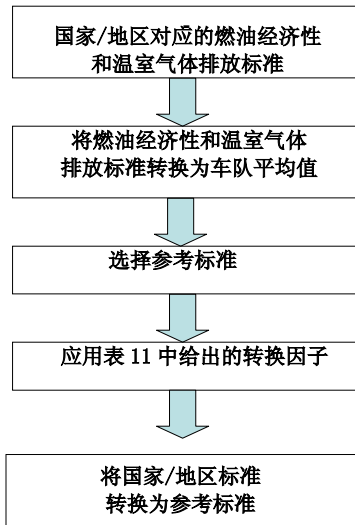 国家/地区对应的燃油经济性
和温室气体排放标准
将燃油经济性和温室气体
排放标准转换为车队平均值
选择参考标准
应用表 11 中给出的转换因子
将国家/地区标准
转换为参考标准